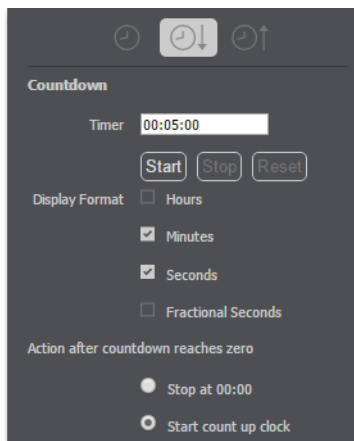 Countdown
Timer 00:05:00
Start Stop Reset
Display Format Hours
Minutes
Seconds
Fractional Seconds
Action after countdown reaches zero
Stop at 00:00
Start count up clock